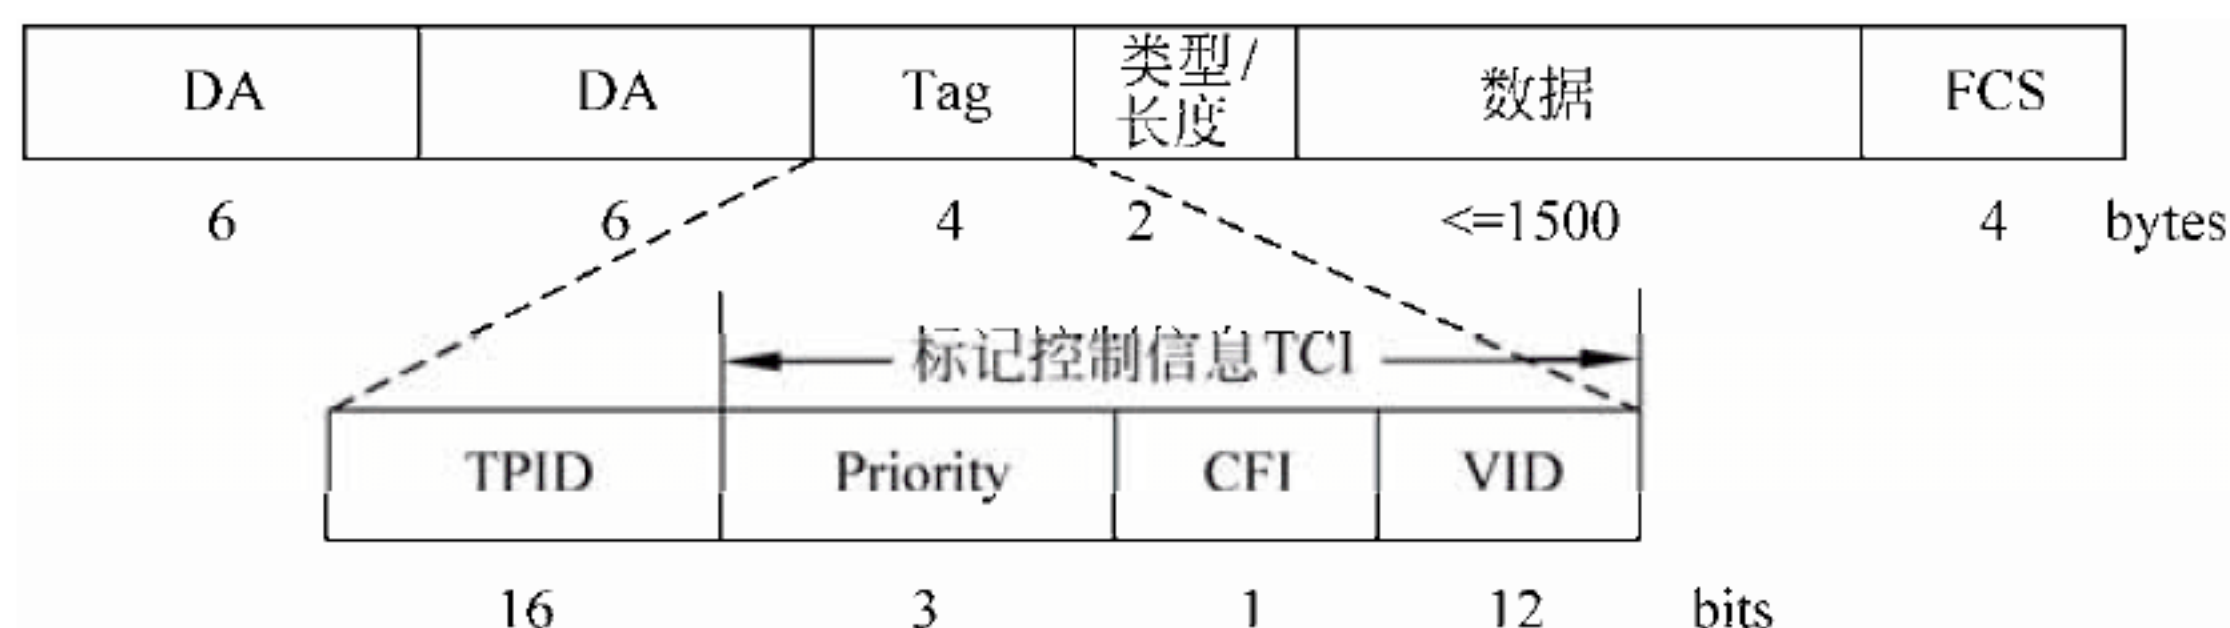 DA DA Tag 类型/ 数据 FCS
长度
6 6 4 2 <=1500 4 bytes
标记控制信息TCI
TPID Priority CFI VID
16 3 1 12 bits